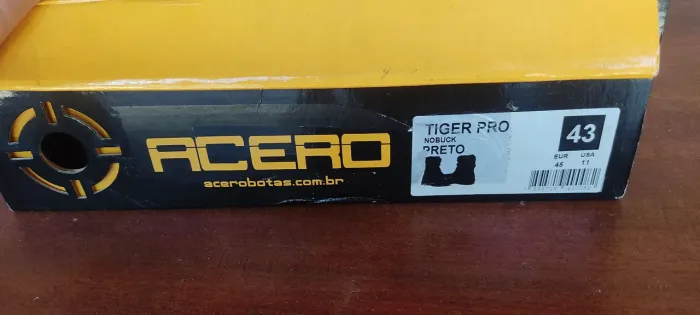 ACERO
acerobotas.com.br
TIGER PRO
NOBUCK
PRETO
43
EUR USA
45 11